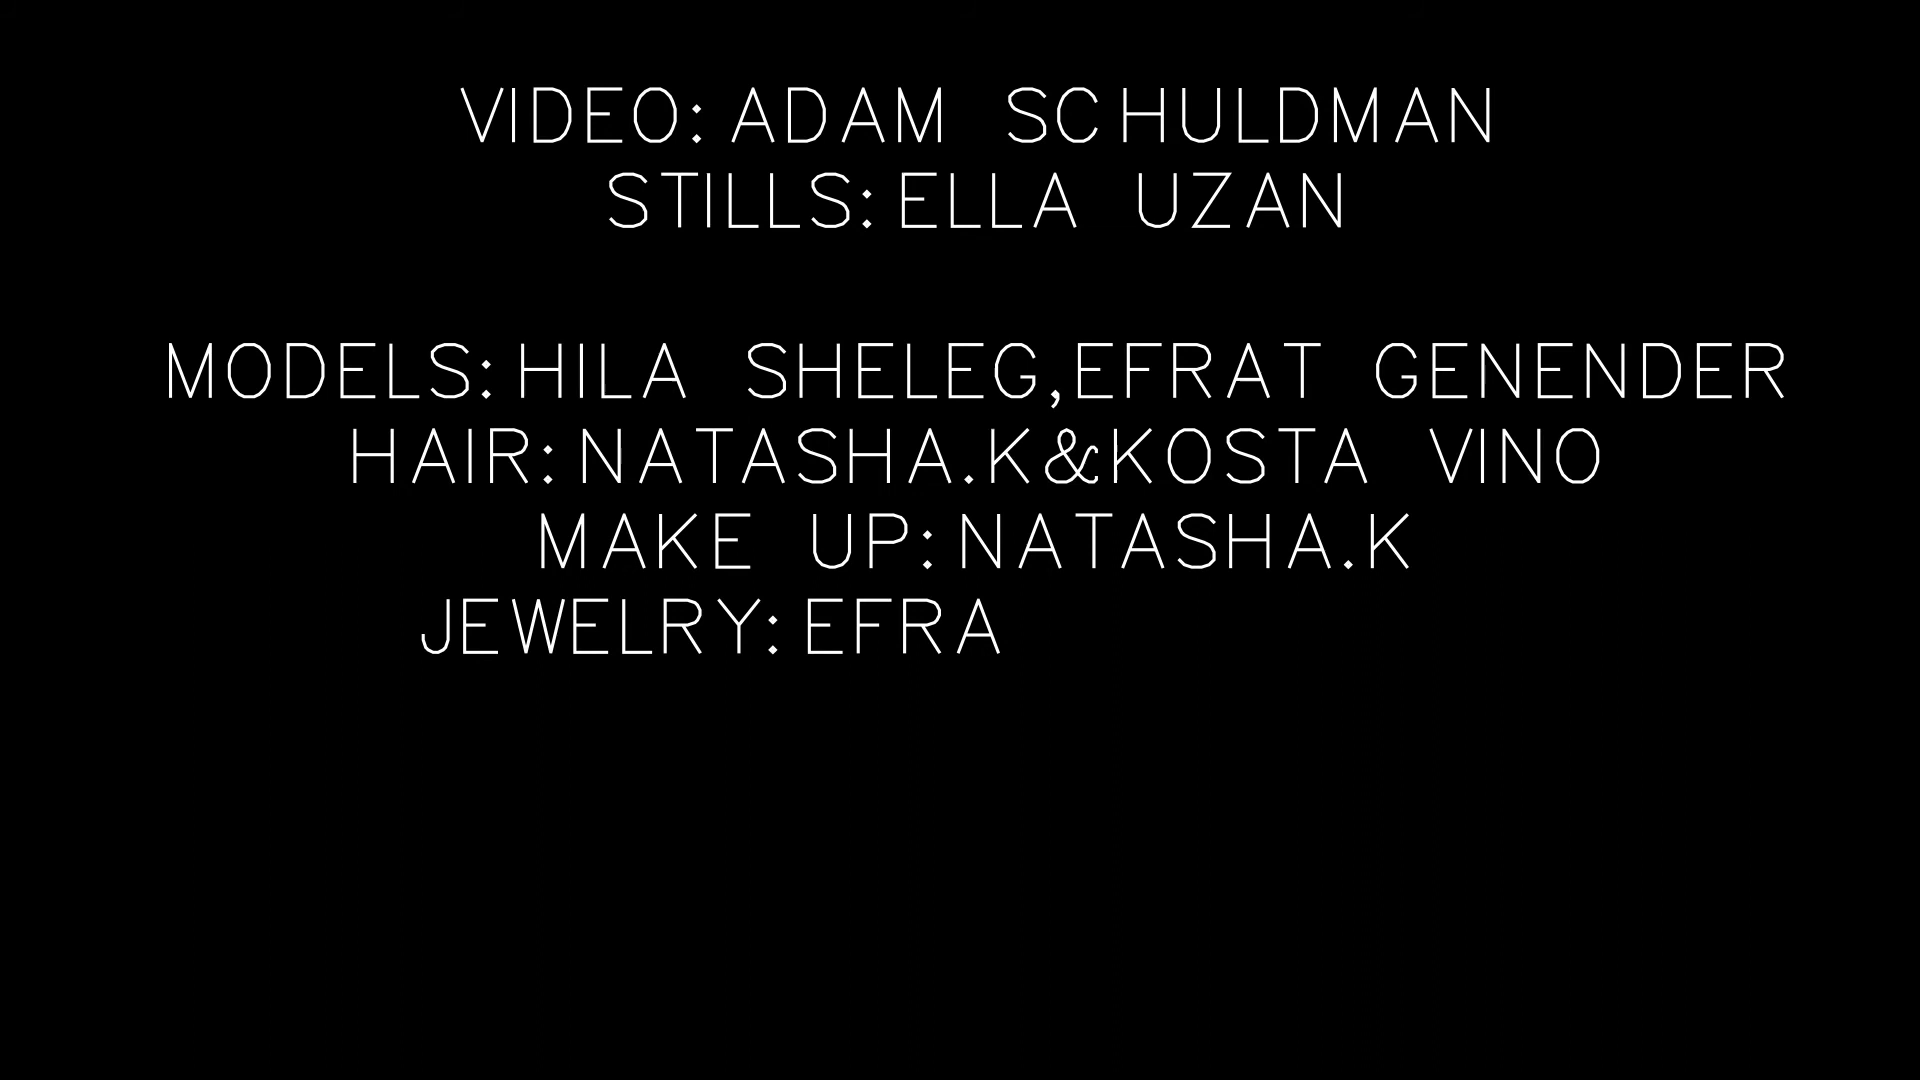 VIDEO: ADAM SCHULDMAN
STILLS: ELLA UZAN
MODELS: HILA SHELEG,EFRAT GENENDER
HAIR: NATASHA.K&KOSTA VINO
MAKE UP: NATASHA.K
JEWELRY: EFRA